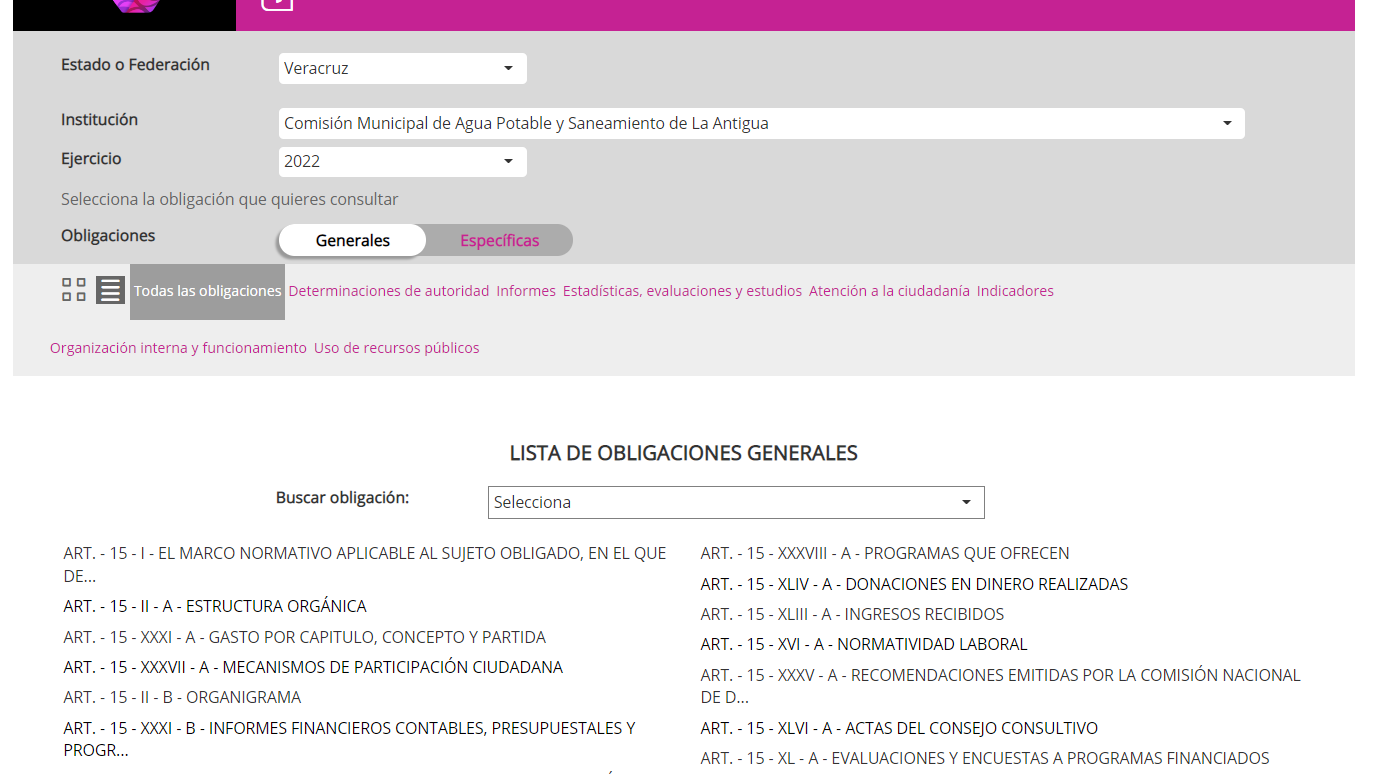 Estado o Federación
Veracruz
Institución
Comisión Municipal de Agua Potable y Saneamiento de La Antigua
Ejercicio
2022
Selecciona la obligación que quieres consultar
Obligaciones
Generales
Específicas
Todas las obligaciones Determinaciones de autoridad Informes Estadísticas, evaluaciones y estudios Atención a la ciudadanía Indicadores
Organización interna y funcionamiento Uso de recursos públicos
LISTA DE OBLIGACIONES GENERALES
Buscar obligación:
Selecciona
ART. - 15 - I - EL MARCO NORMATIVO APLICABLE AL SUJETO OBLIGADO, EN EL QUE
DE...
ART. - 15 - II - A - ESTRUCTURA ORGÁNICA
ART. - 15 - XXXI - A - GASTO POR CAPITULO, CONCEPTO Y PARTIDA
ART. - 15 - XXXVII - A - MECANISMOS DE PARTICIPACIÓN CIUDADANA
ART. - 15 - II - B - ORGANIGRAMA
ART. - 15 - XXXI - B - INFORMES FINANCIEROS CONTABLES, PRESUPUESTALES Y
PROGR...
ART. - 15 - XXXVIII - A - PROGRAMAS QUE OFRECEN
ART. - 15 - XLIV - A - DONACIONES EN DINERO REALIZADAS
ART. - 15 - XLIII - A - INGRESOS RECIBIDOS
ART. - 15 - XVI - A - NORMATIVIDAD LABORAL
ART. - 15 - XXXV - A - RECOMENDACIONES EMITIDAS POR LA COMISIÓN NACIONAL
DE D...
ART. - 15 - XLVI - A - ACTAS DEL CONSEJO CONSULTIVO
ART. - 15 - XL - A - EVALUACIONES Y ENCUESTAS A PROGRAMAS FINANCIADOS